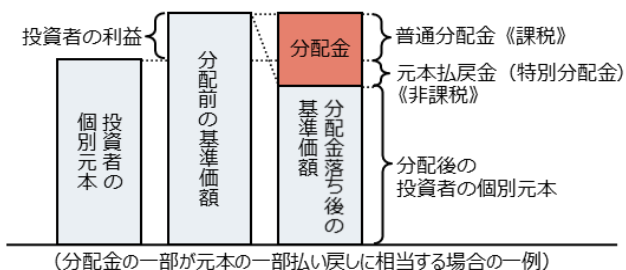 投資者の利益
分配金
普通分配金《課税》
元本払戻金（特別分配金）
《非課税》
投資者の
個別元本
分配前の基準価額
分配金落ち後の
基準価額
分配後の
投資者の個別元本
（分配金の一部が元本の一部払い戻しに相当する場合の一例）